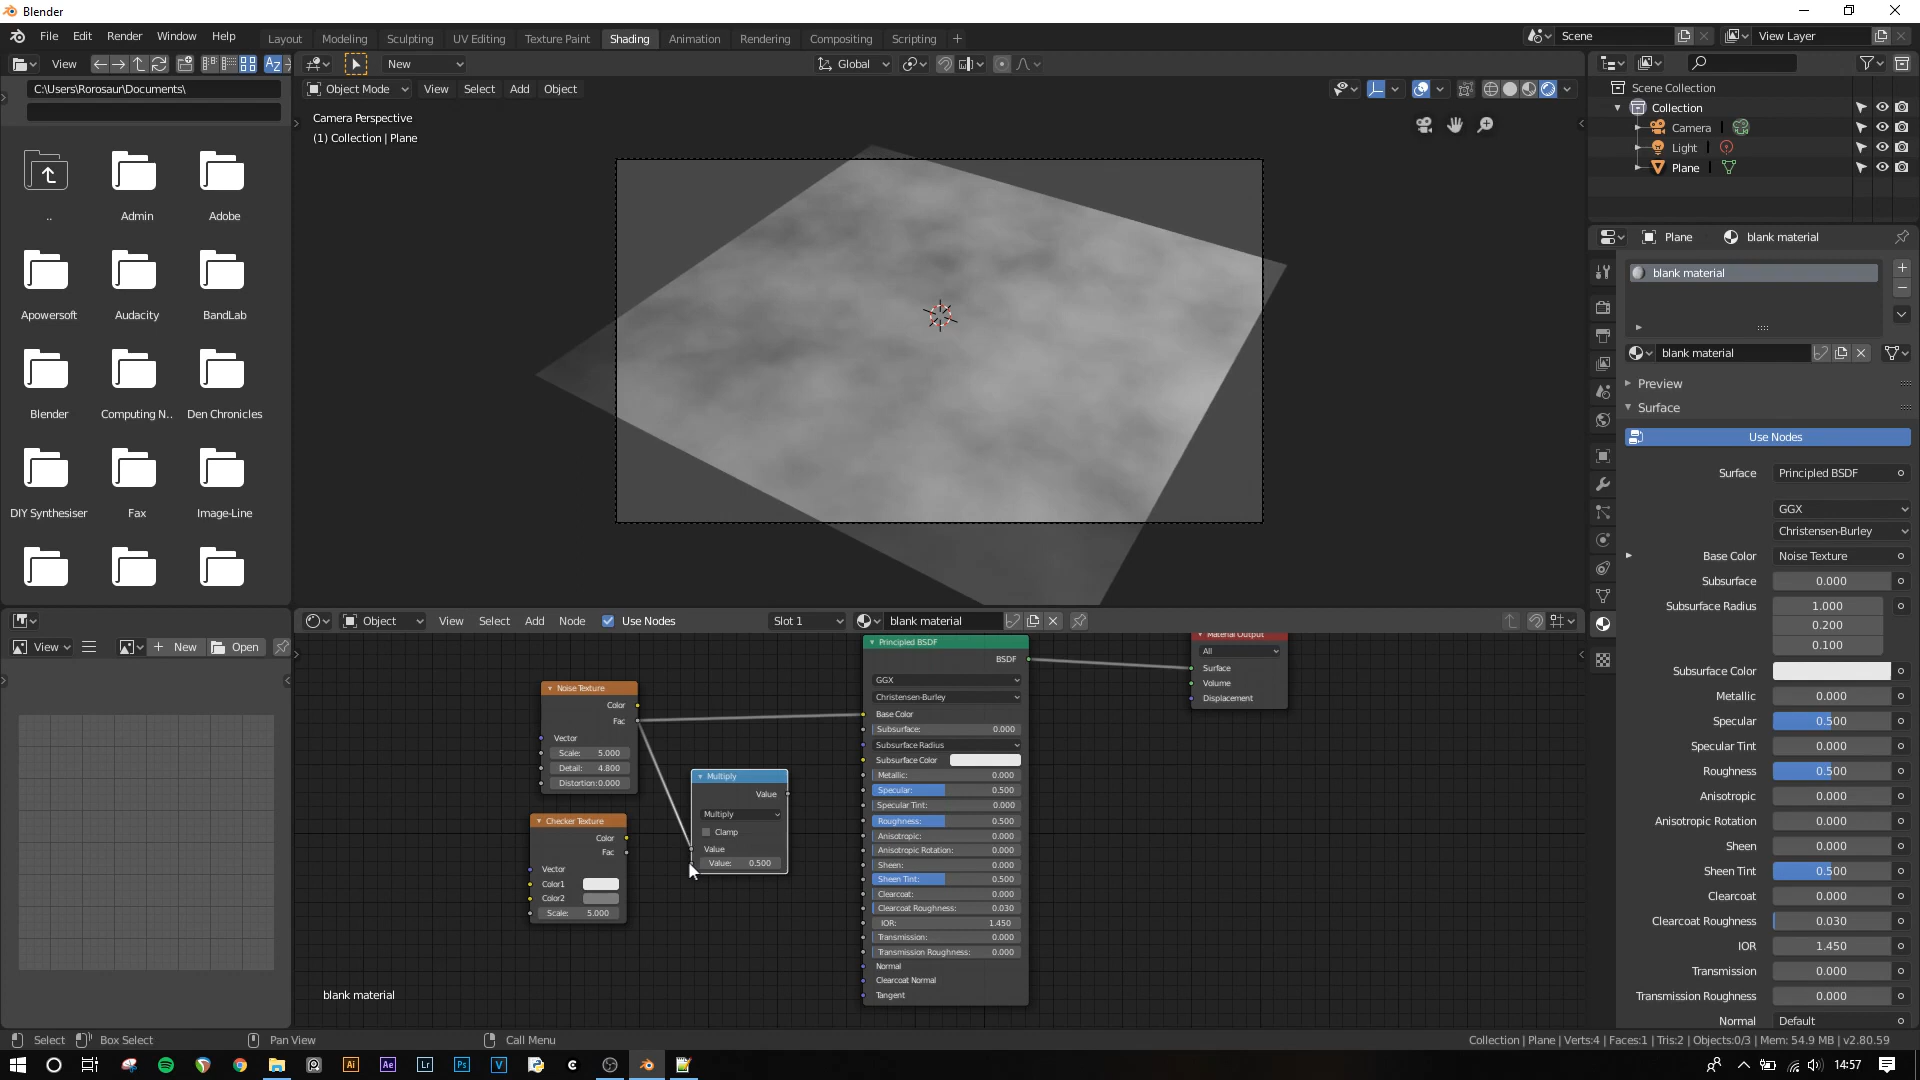 Blender
File Edit Render Window Help
Layout Modeling Sculpting UV Editing Texture Paint Shading Animation Rendering Compositing Scripting
Scene View Layer
View
New Global
C:\Users\Rorosaur\Documents\
Object Mode View Select Add Object
Camera Perspective
(1) Collection | Plane
..
Admin
Adobe
Apowersoft
Audacity
BandLab
Blender
Computing N..
Den Chronicles
DIY Synthesiser
Fax
Image-Line
Scene Collection
Collection
Camera
Light
Plane
Plane blank material
blank material
blank material
Preview
Surface
Use Nodes
Surface Principled BSDF
GGX
Christensen-Burley
Base Color Noise Texture
Subsurface 0.000
Subsurface Radius 1.000
0.200
0.100
Subsurface Color
Metallic 0.000
Specular 0.500
Specular Tint 0.000
Roughness 0.500
Anisotropic 0.000
Anisotropic Rotation 0.000
Sheen 0.000
Sheen Tint 0.500
Clearcoat 0.000
Clearcoat Roughness 0.030
IOR 1.450
Transmission 0.000
Transmission Roughness 0.000
Normal Default
View New Open
Object View Select Add Node Use Nodes Slot 1 blank material
Noise Texture
Color
Fac
Vector
Scale: 5.000
Detail: 4.800
Distortion: 0.000
Checker Texture
Color
Fac
Vector
Color1
Color2
Scale: 5.000
Multiply
Value
Multiply
Clamp
Value
Value: 0.500
Principled BSDF
BSDF
GGX
Christensen-Burley
Base Color
Subsurface: 0.000
Subsurface Radius
Subsurface Color
Metallic: 0.000
Specular: 0.500
Specular Tint: 0.000
Roughness: 0.500
Anisotropic: 0.000
Anisotropic Rotation: 0.000
Sheen: 0.000
Sheen Tint: 0.500
Clearcoat: 0.000
Clearcoat Roughness: 0.030
IOR: 1.450
Transmission: 0.000
Transmission Roughness: 0.000
Normal
Clearcoat Normal
Tangent
Material Output
All
Surface
Volume
Displacement
blank material
Select Box Select Pan View Call Menu
Collection | Plane | Verts:4 | Faces:1 | Tris:2 | Objects:0/3 | Mem: 54.9 MB | v2.80.59
Ai Ae Lr Ps V
14:57